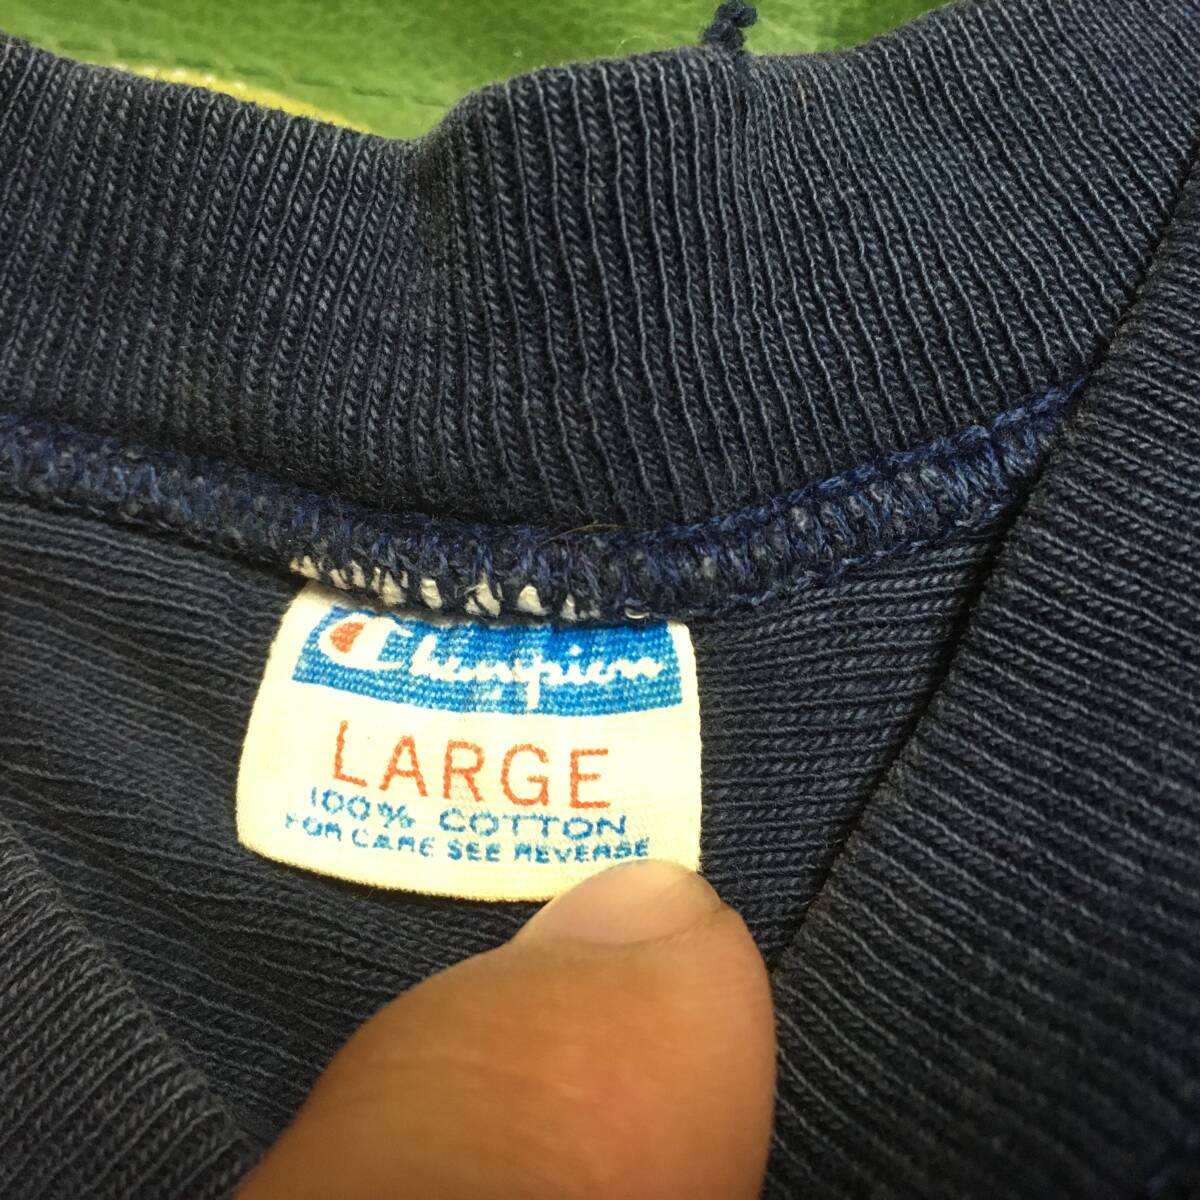 Champion
LARGE
100% COTTON
FOR CARE SEE REVERSE